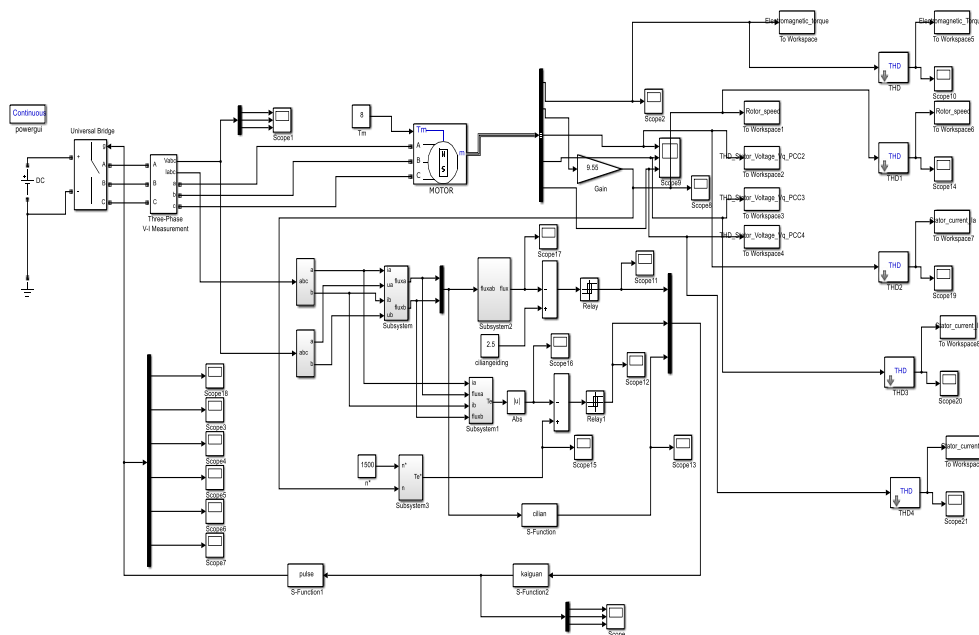 Continuous
powergui
DC
+
-
Universal Bridge
g
A
B
C
A
B
C
Vabc
Iabc
a
b
c
Three-Phase
V-I Measurement
Scope1
8
Tm
Tm
A
B
C
m
N
S
MOTOR
Scope2
9.55
Gain
Scope9
Scope8
Electromagnetic_torque
To Workspace
To Workspace5
Rotor_speed
To Workspace1
THD_Stator_Voltage_Vq_PCC2
To Workspace2
THD_Stator_Voltage_Vq_PCC3
To Workspace3
THD_Stator_Voltage_Vq_PCC4
To Workspace4
THD
THD
Scope10
Rotor_speed
To Workspace6
THD
THD1
Scope14
To Workspace7
THD
THD2
Scope19
THD
THD3
Scope20
THD
THD4
Scope21
abc
a
b
abc
a
b
ia
ua
ib
ub
fluxa
fluxb
Subsystem
fluxab
flux
Subsystem2
Scope17
2.5
ciliangeiding
-
+
Relay
Scope11
Scope16
ia
fluxa
ib
fluxb
Te
Subsystem1
|u|
Abs
-
+
Relay1
Scope12
Scope15
Scope13
1500
n*
n*
n
Te*
Subsystem3
cilian
S-Function
Scope18
Scope3
Scope4
Scope5
Scope6
Scope7
pulse
S-Function1
kaiguan
S-Function2
Scope